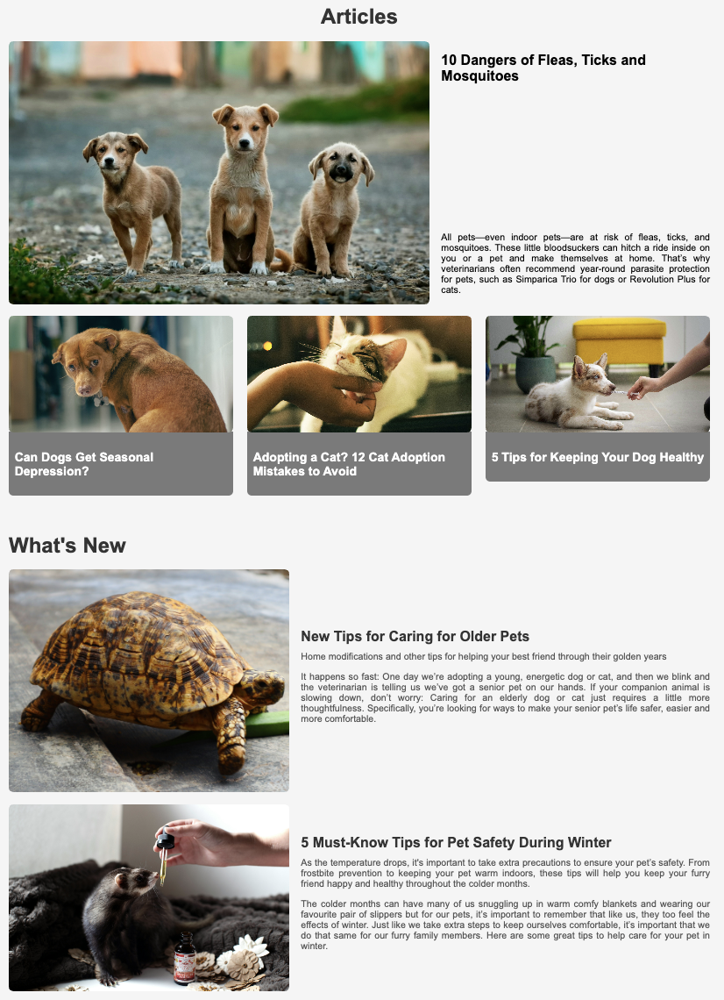 Articles
10 Dangers of Fleas, Ticks and
Mosquitoes
All pets—even indoor pets—are at risk of fleas, ticks, and
mosquitoes. These little bloodsuckers can hitch a ride inside on
you or a pet and make themselves at home. That’s why
veterinarians often recommend year-round parasite protection
for pets, such as Simparica Trio for dogs or Revolution Plus for
cats.
Can Dogs Get Seasonal
Depression?
Adopting a Cat? 12 Cat Adoption
Mistakes to Avoid
5 Tips for Keeping Your Dog Healthy
What's New
New Tips for Caring for Older Pets
Home modifications and other tips for helping your best friend through their golden years
It happens so fast: One day we’re adopting a young, energetic dog or cat, and then we blink and
the veterinarian is telling us we’ve got a senior pet on our hands. If your companion animal is
slowing down, don’t worry: Caring for an elderly dog or cat just requires a little more
thoughtfulness. Specifically, you’re looking for ways to make your senior pet’s life safer, easier and
more comfortable.
5 Must-Know Tips for Pet Safety During Winter
As the temperature drops, it's important to take extra precautions to ensure your pet’s safety. From
frostbite prevention to keeping your pet warm indoors, these tips will help you keep your furry
friend happy and healthy throughout the colder months.
The colder months can have many of us snuggling up in warm comfy blankets and wearing our
favourite pair of slippers but for our pets, it’s important to remember that like us, they too feel the
effects of winter. Just like we take extra steps to keep ourselves comfortable, it’s important that we
do that same for our furry family members. Here are some great tips to help care for your pet in
winter.